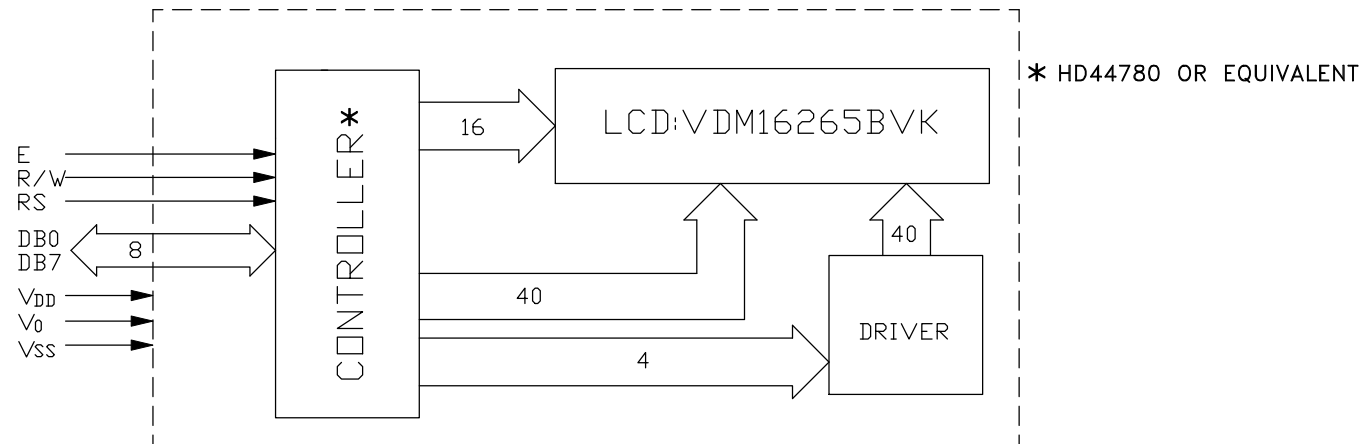 * HD44780 OR EQUIVALENT
LCD:VDM16265BVK
CONTROLLER*
16
E
R/W
RS
DB0
DB7
8
40
40
VDD
V0
VSS
DRIVER
4